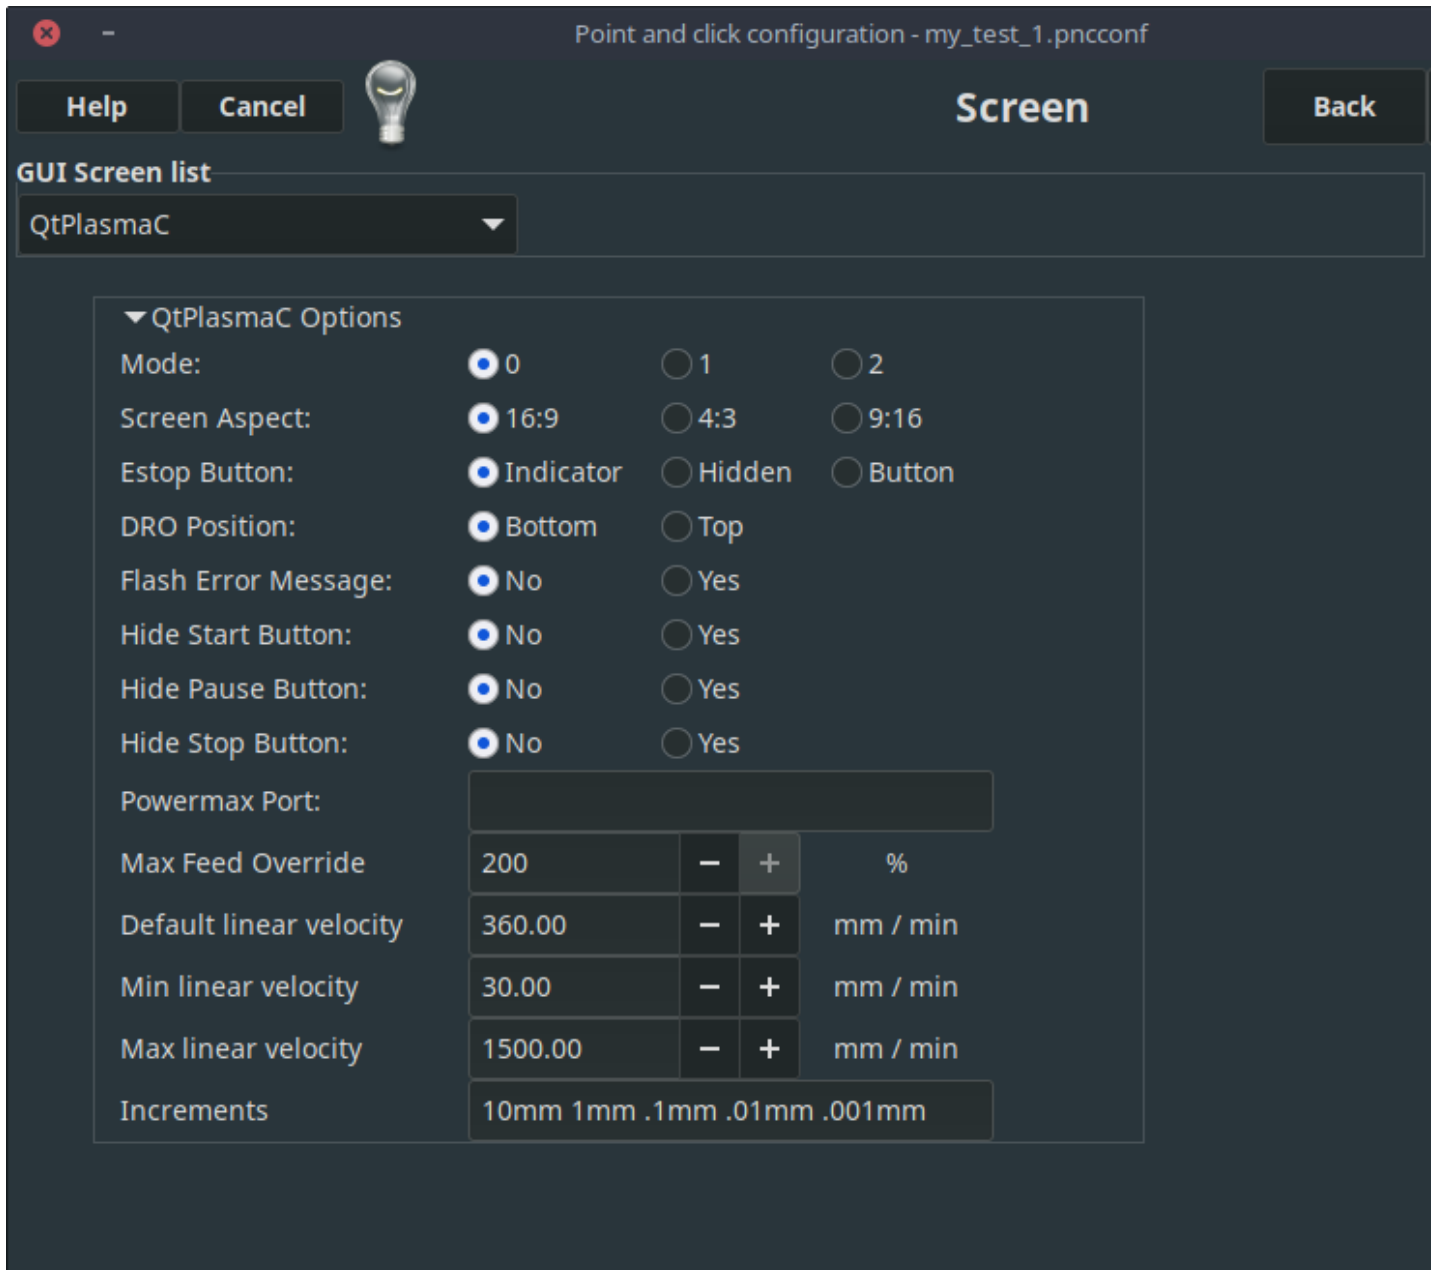 Point and click configuration - my_test_1.pncconf
Help Cancel Screen Back
GUI Screen list
QtPlasmaC
QtPlasmaC Options
Mode: 0 1 2
Screen Aspect: 16:9 4:3 9:16
Estop Button: Indicator Hidden Button
DRO Position: Bottom Top
Flash Error Message: No Yes
Hide Start Button: No Yes
Hide Pause Button: No Yes
Hide Stop Button: No Yes
Powermax Port:
Max Feed Override 200 − + %
Default linear velocity 360.00 − + mm / min
Min linear velocity 30.00 − + mm / min
Max linear velocity 1500.00 − + mm / min
Increments 10mm 1mm .1mm .01mm .001mm